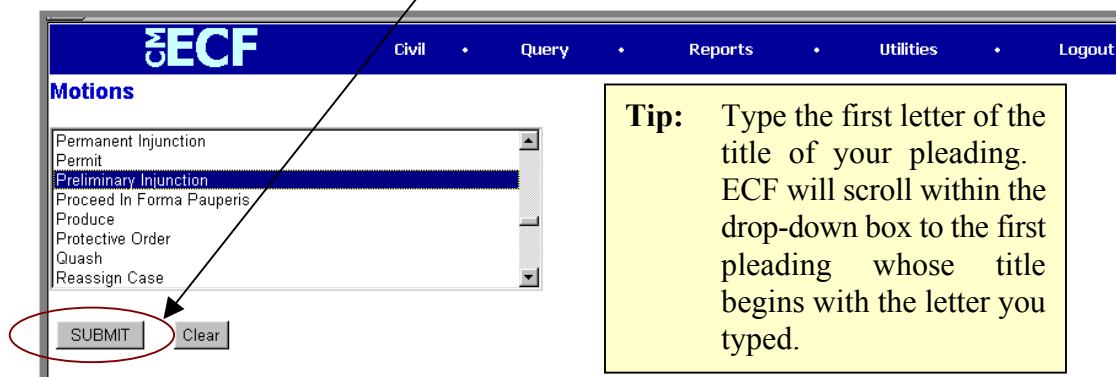 CM ECF Civil • Query • Reports • Utilities • Logout
Motions
Permanent Injunction
Permit
Preliminary Injunction
Proceed In Forma Pauperis
Produce
Protective Order
Quash
Reassign Case
SUBMIT Clear
Tip: Type the first letter of the
title of your pleading.
ECF will scroll within the
drop-down box to the first
pleading whose title
begins with the letter you
typed.